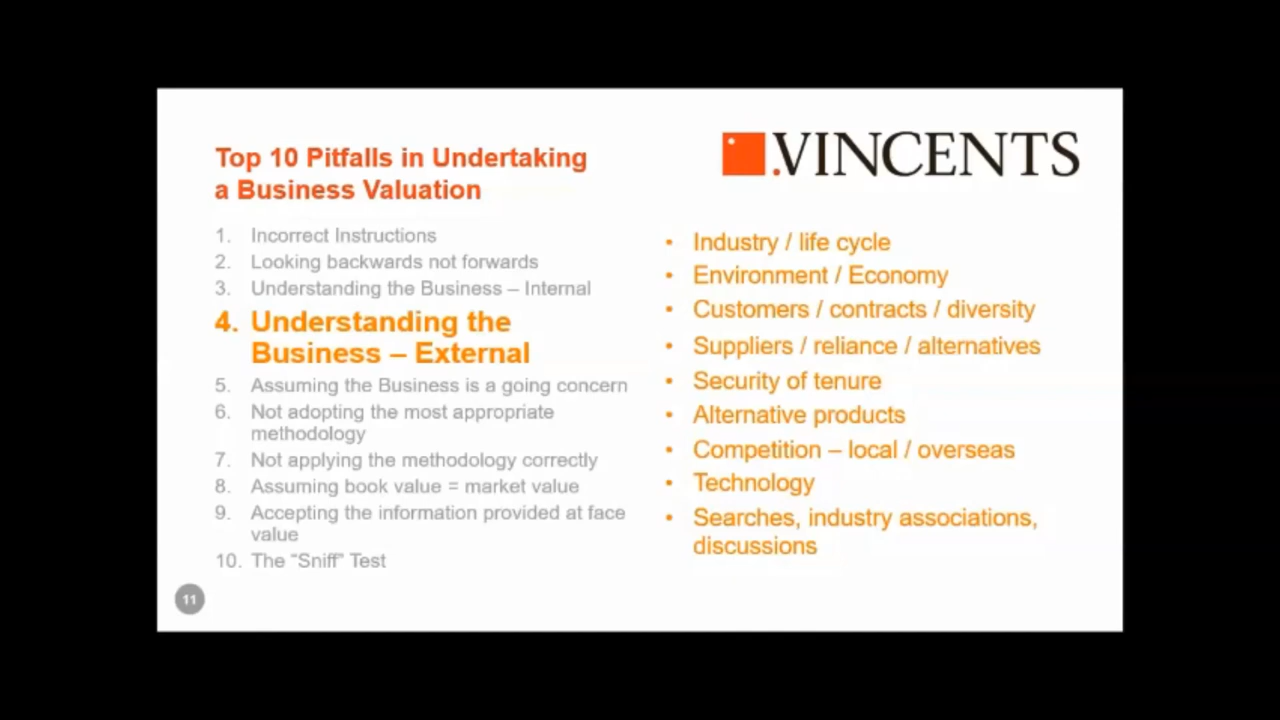 Top 10 Pitfalls in Undertaking
a Business Valuation
.VINCENTS
1. Incorrect Instructions
2. Looking backwards not forwards
3. Understanding the Business – Internal
4. Understanding the
Business – External
5. Assuming the Business is a going concern
6. Not adopting the most appropriate
methodology
7. Not applying the methodology correctly
8. Assuming book value = market value
9. Accepting the information provided at face
value
10. The “Sniff” Test
• Industry / life cycle
• Environment / Economy
• Customers / contracts / diversity
• Suppliers / reliance / alternatives
• Security of tenure
• Alternative products
• Competition – local / overseas
• Technology
• Searches, industry associations,
discussions
11